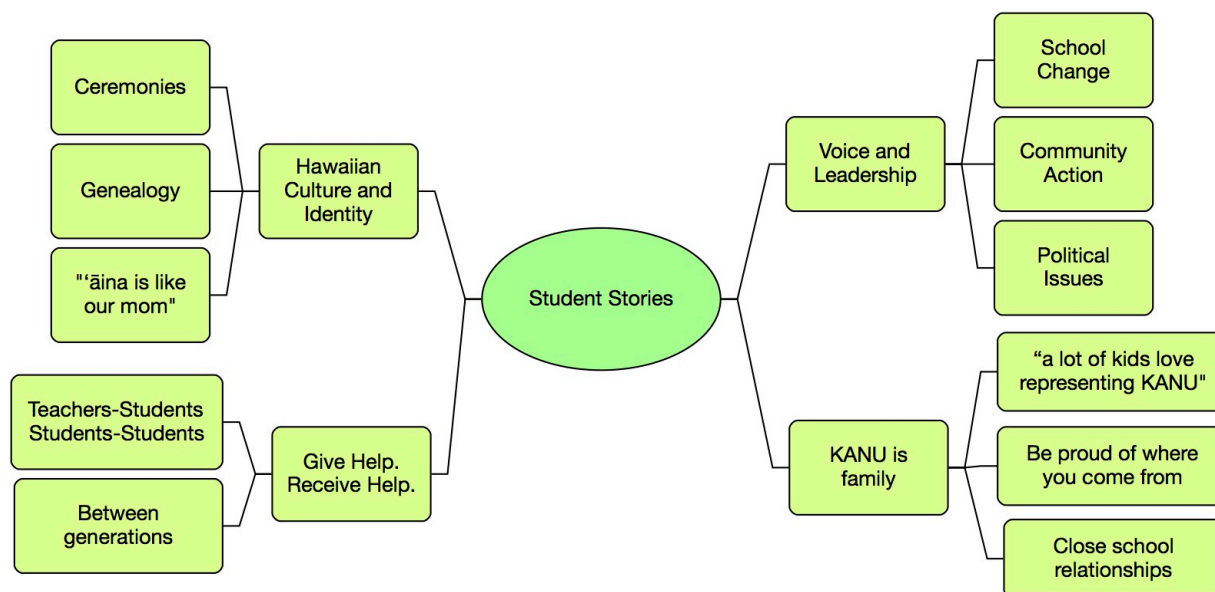 Ceremonies
Genealogy
"‘āina is like
our mom"
Hawaiian
Culture and
Identity
Teachers-Students
Students-Students
Between
generations
Give Help.
Receive Help.
Student Stories
Voice and
Leadership
School
Change
Community
Action
Political
Issues
KANU is
family
“a lot of kids love
representing KANU"
Be proud of where
you come from
Close school
relationships